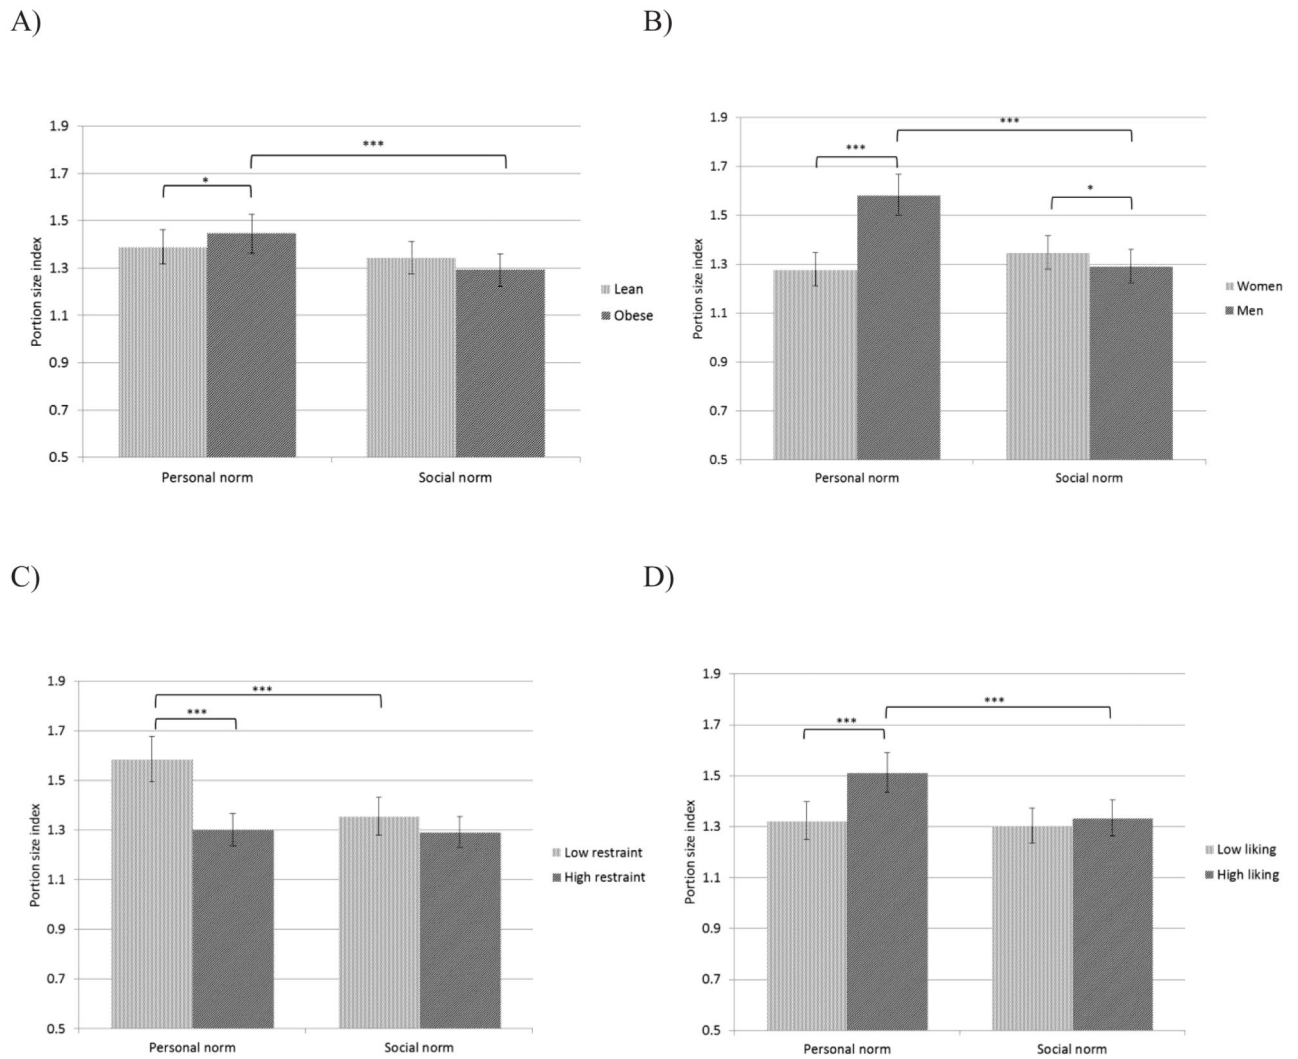 A)
1.9
1.7
1.5
1.3
1.1
0.9
0.7
0.5
Portion size index
***
*
Personal norm
Social norm
Lean
Obese
B)
1.9
1.7
1.5
1.3
1.1
0.9
0.7
0.5
Portion size index
***
***
*
Personal norm
Social norm
Women
Men
C)
1.9
1.7
1.5
1.3
1.1
0.9
0.7
0.5
Portion size index
***
***
Personal norm
Social norm
Low restraint
High restraint
D)
1.9
1.7
1.5
1.3
1.1
0.9
0.7
0.5
Portion size index
***
***
Personal norm
Social norm
Low liking
High liking